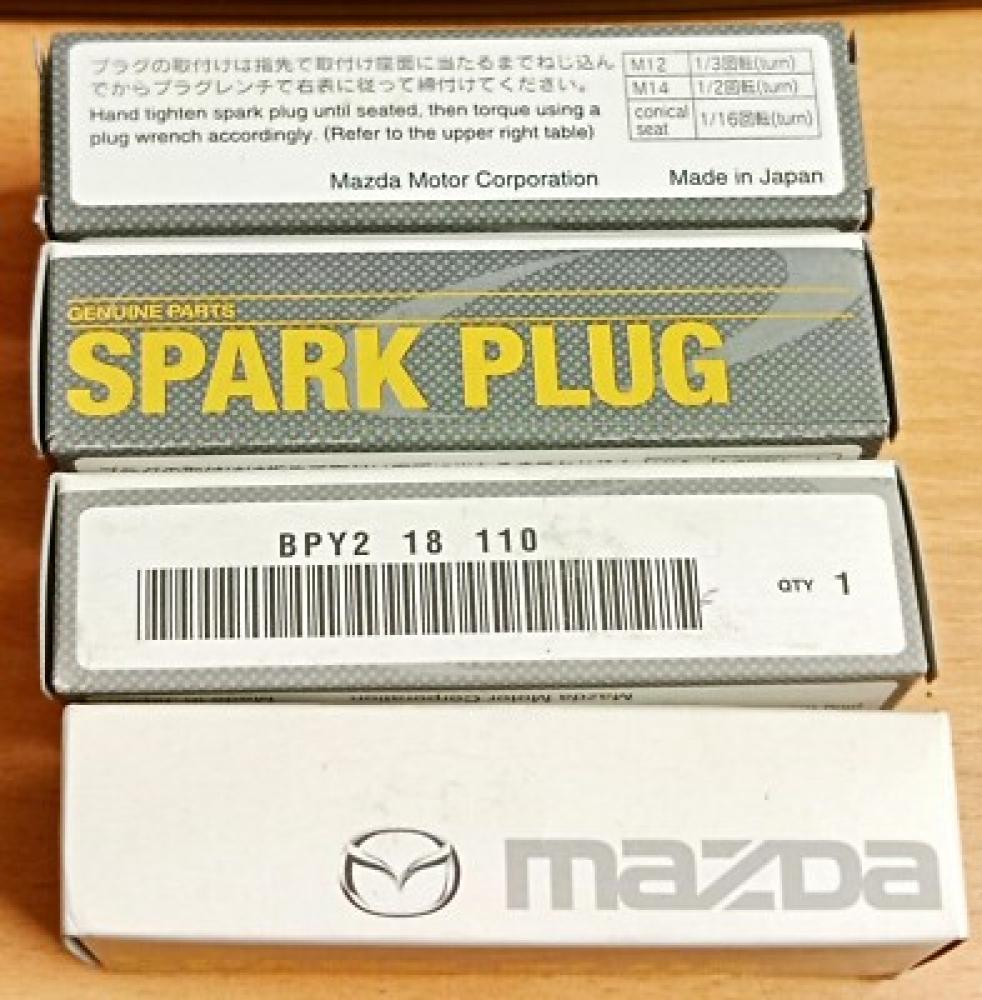 プラグの取付けは指先で取付け座面に当たるまでねじ込ん
でからプラグレンチで右表に従って締付けてください。
Hand tighten spark plug until seated, then torque using a
plug wrench accordingly. (Refer to the upper right table)
M12 1/3回転(turn)
M14 1/2回転(turn)
conical
seat 1/16回転(turn)
Mazda Motor Corporation Made in Japan
GENUINE PARTS
SPARK PLUG
BPY2 18 110
QTY 1
Mazda Motor Corporation
mazda